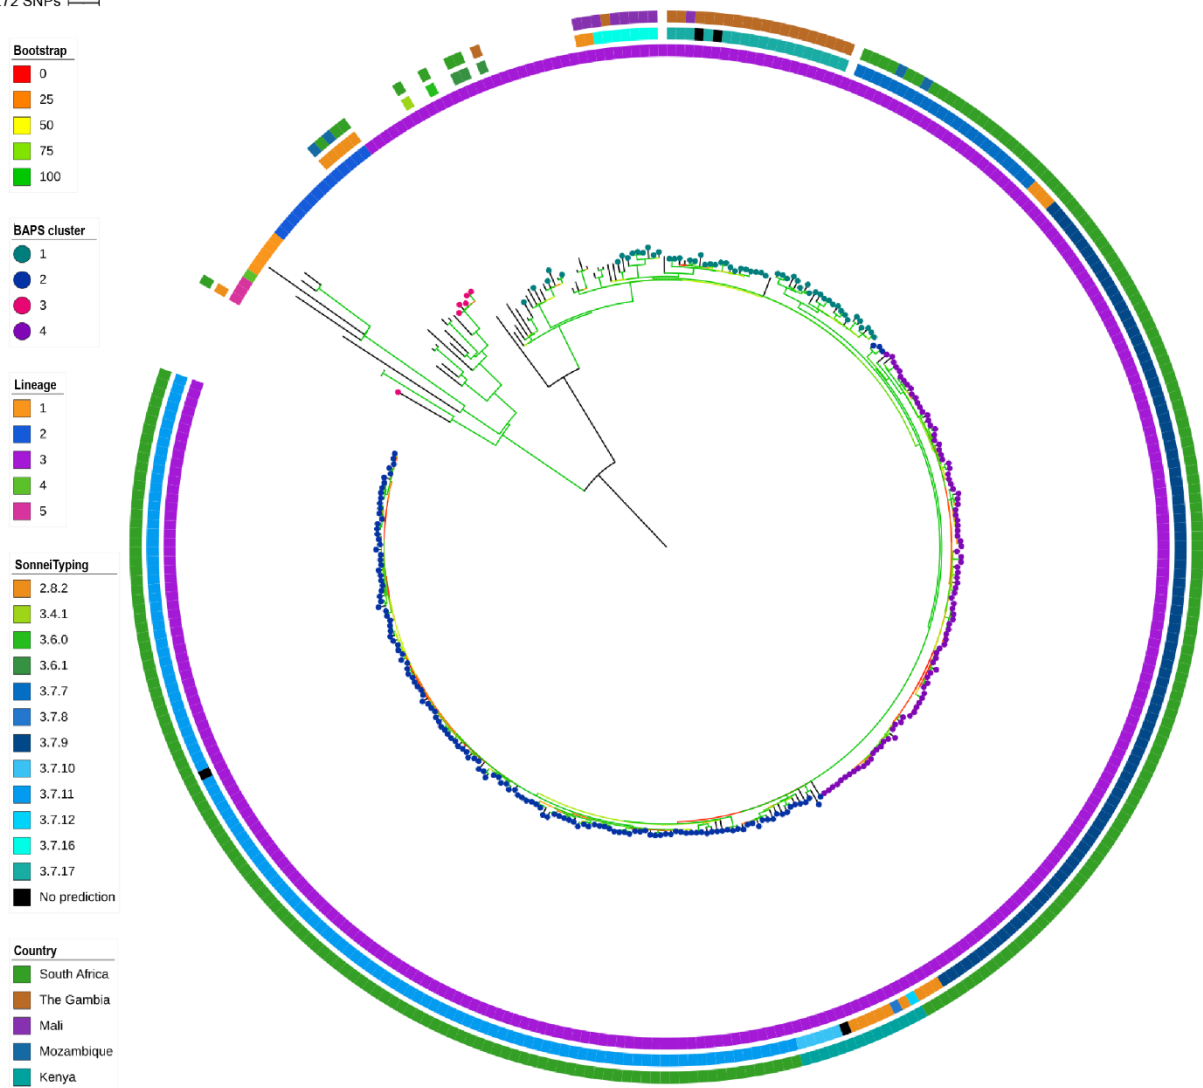 72 SNPs
Bootstrap
0
25
50
75
100
BAPS cluster
1
2
3
4
Lineage
1
2
3
4
5
SonneiTyping
2.8.2
3.4.1
3.6.0
3.6.1
3.7.7
3.7.8
3.7.9
3.7.10
3.7.11
3.7.12
3.7.16
3.7.17
No prediction
Country
South Africa
The Gambia
Mali
Mozambique
Kenya